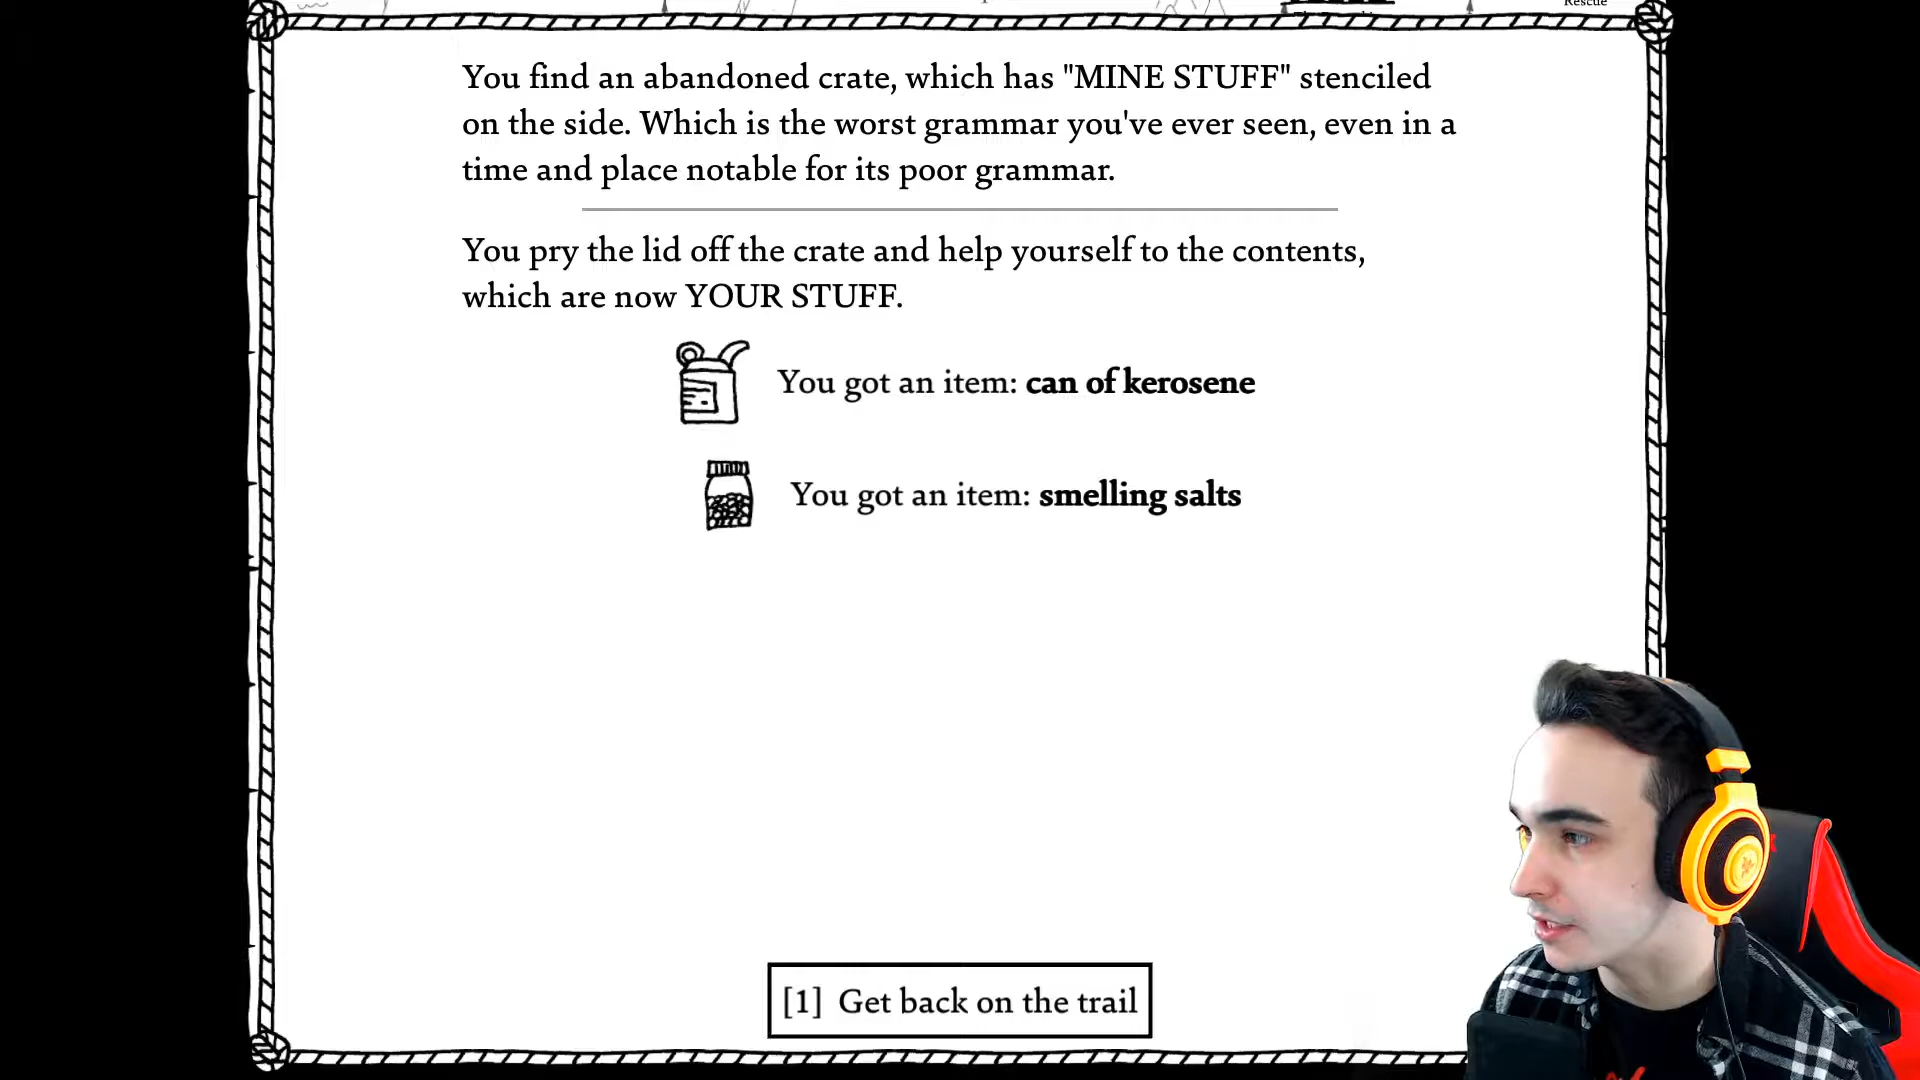 Rescue
You find an abandoned crate, which has "MINE STUFF" stenciled
on the side. Which is the worst grammar you've ever seen, even in a
time and place notable for its poor grammar.
You pry the lid off the crate and help yourself to the contents,
which are now YOUR STUFF.
You got an item: can of kerosene
You got an item: smelling salts
[1] Get back on the trail